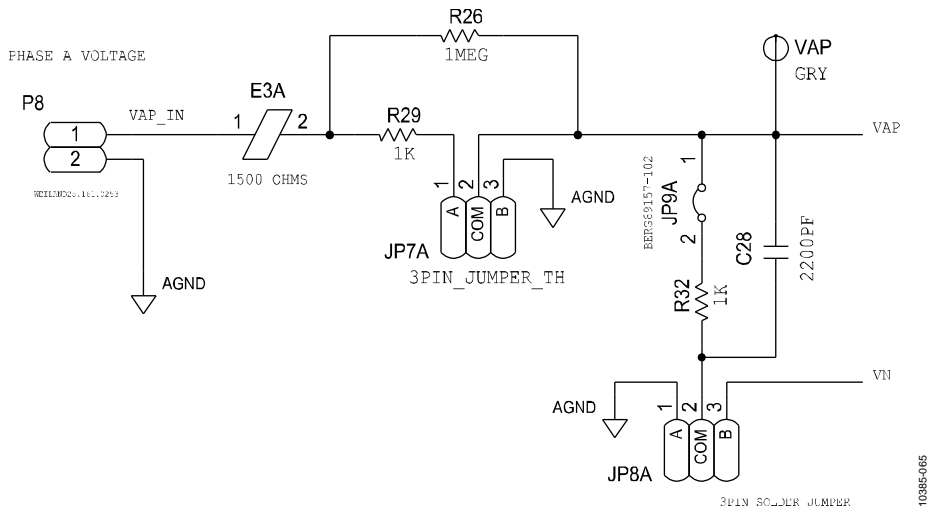 R26
1MEG
VAP
GRY
PHASE A VOLTAGE
P8
VAP_IN
E3A
1 2
R29
1K
VAP
1
2
1500 OHMS
1 2 3
A COM B
AGND
JP7A
3PIN_JUMPER_TH
BERG69157-102
JP9A
1
2
C28
2200PF
AGND
R32
1K
VN
AGND
1 2 3
A COM B
JP8A
3PIN SOLDER JUMPER
10385-065